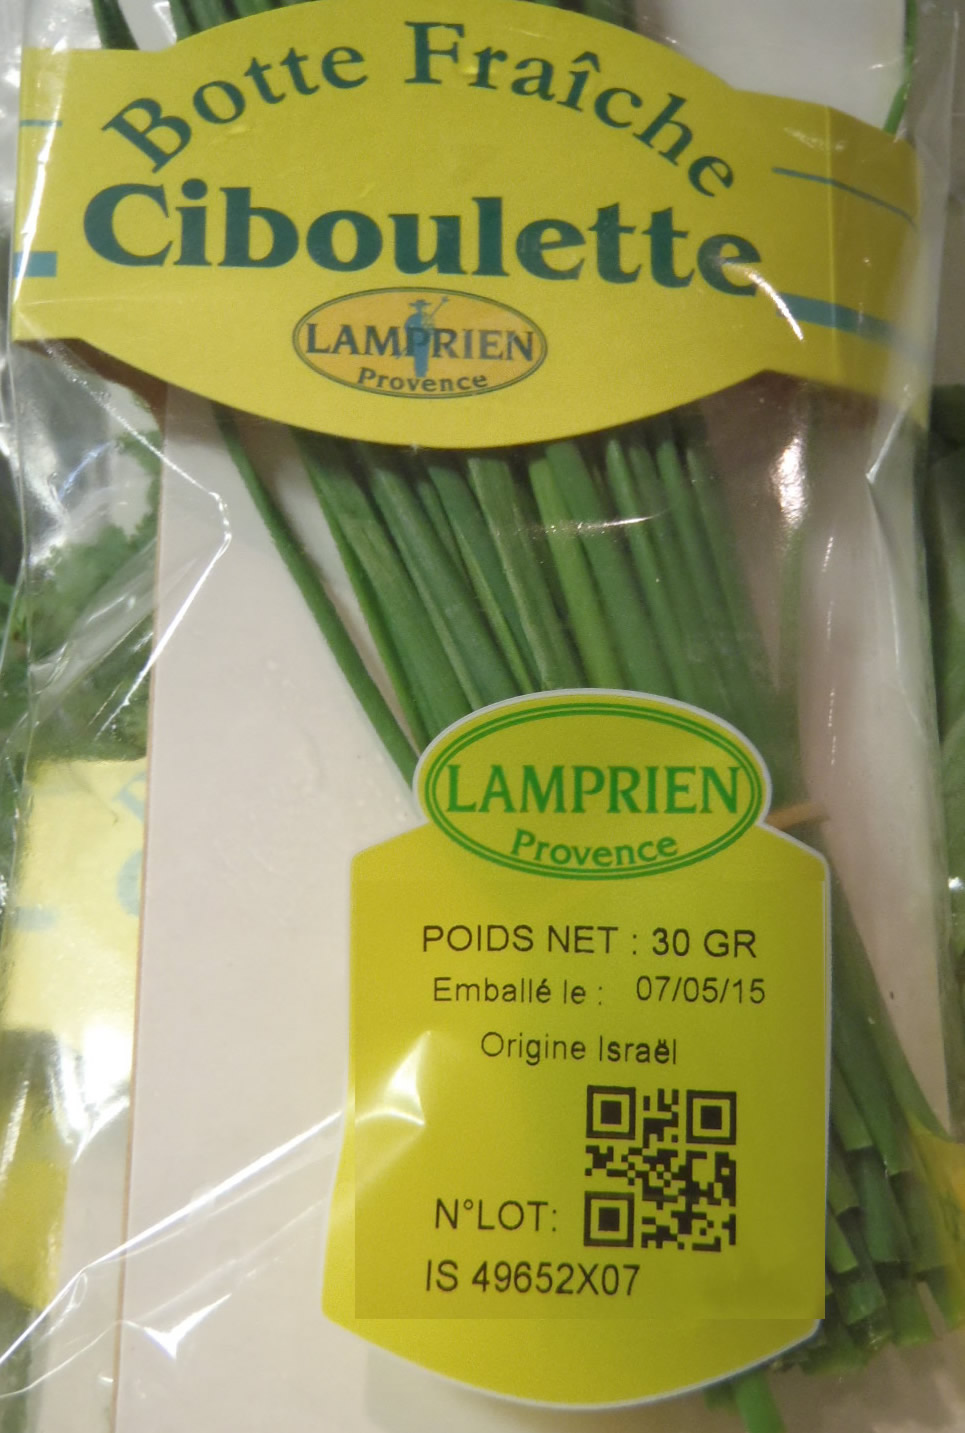 Botte Fraîche
Ciboulette
LAMPRIEN
Provence
LAMPRIEN
Provence
POIDS NET : 30 GR
Emballé le : 07/05/15
Origine Israël
N°LOT:
IS 49652X07